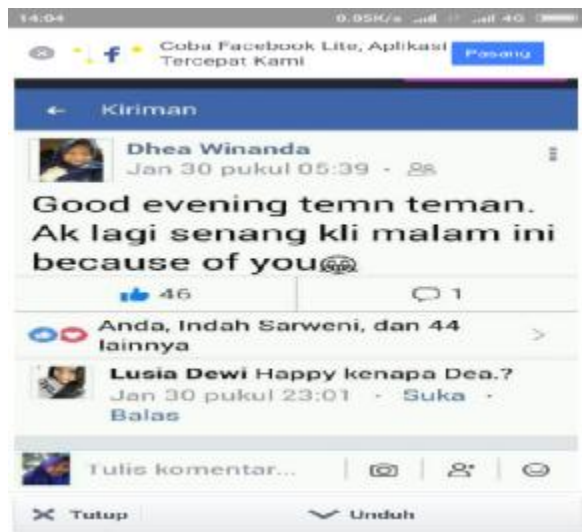 14:04
0.05K/s 4G
Coba Facebook Lite, Aplikasi
Tercepat Kami
Pasang
Kiriman
Dhea Winanda
Jan 30 pukul 05:39
Good evening temn teman.
Ak lagi senang kli malam ini
because of you
46
1
Anda, Indah Sarweni, dan 44
lainnya
Lusia Dewi Happy kenapa Dea.?
Jan 30 pukul 23:01 · Suka ·
Balas
Tulis komentar...
Tutup
Unduh